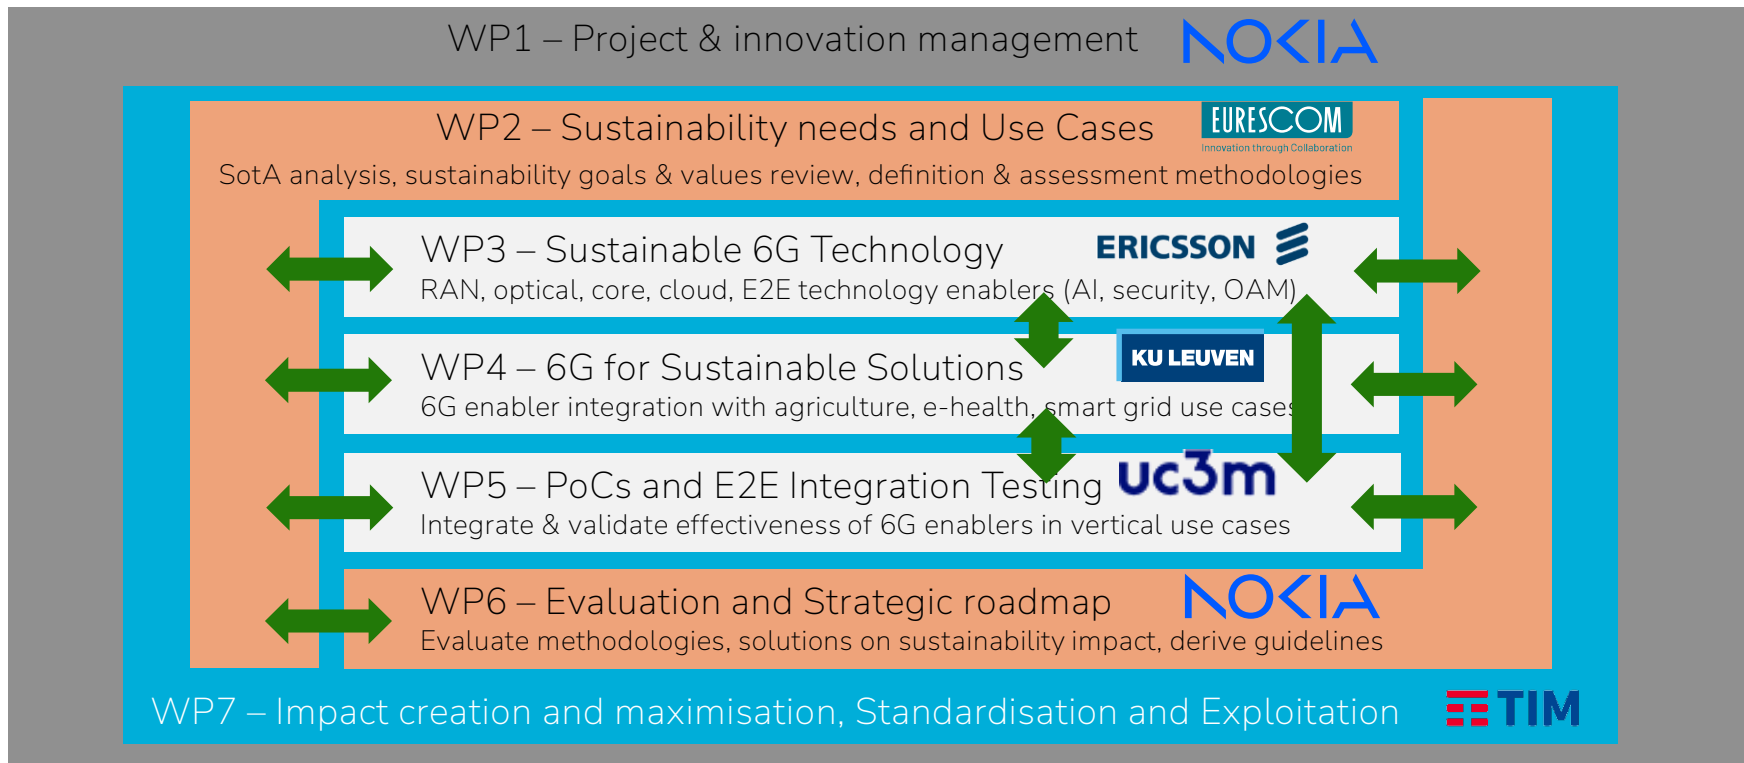 WP1 – Project & innovation management NOKIA
WP2 – Sustainability needs and Use Cases EURESCOM
Innovation through Collaboration
SotA analysis, sustainability goals & values review, definition & assessment methodologies
WP3 – Sustainable 6G Technology ERICSSON
RAN, optical, core, cloud, E2E technology enablers (AI, security, OAM)
WP4 – 6G for Sustainable Solutions KU LEUVEN
6G enabler integration with agriculture, e-health, smart grid use cases
WP5 – PoCs and E2E Integration Testing uc3m
Integrate & validate effectiveness of 6G enablers in vertical use cases
WP6 – Evaluation and Strategic roadmap NOKIA
Evaluate methodologies, solutions on sustainability impact, derive guidelines
WP7 – Impact creation and maximisation, Standardisation and Exploitation TIM